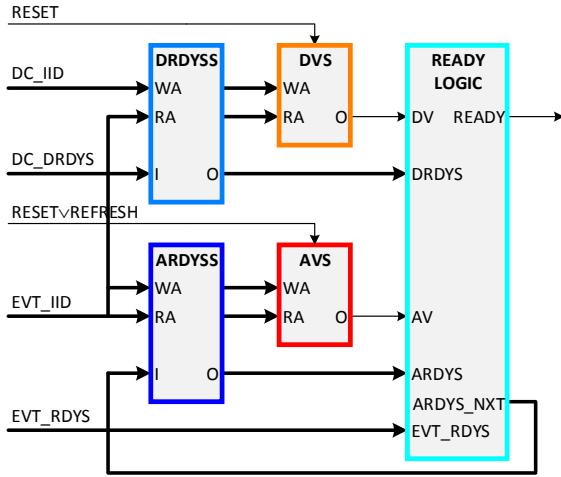 RESET
DRDYSS DVS READY
LOGIC
DC_IID WA WA
RA RA O DV READY
DC_DRDYS I O DRDYS
RESET∨REFRESH
ARDYSS AVS
WA WA
EVT_IID RA RA O AV
I O ARDYS
ARDYS_NXT
EVT_RDYS EVT_RDYS